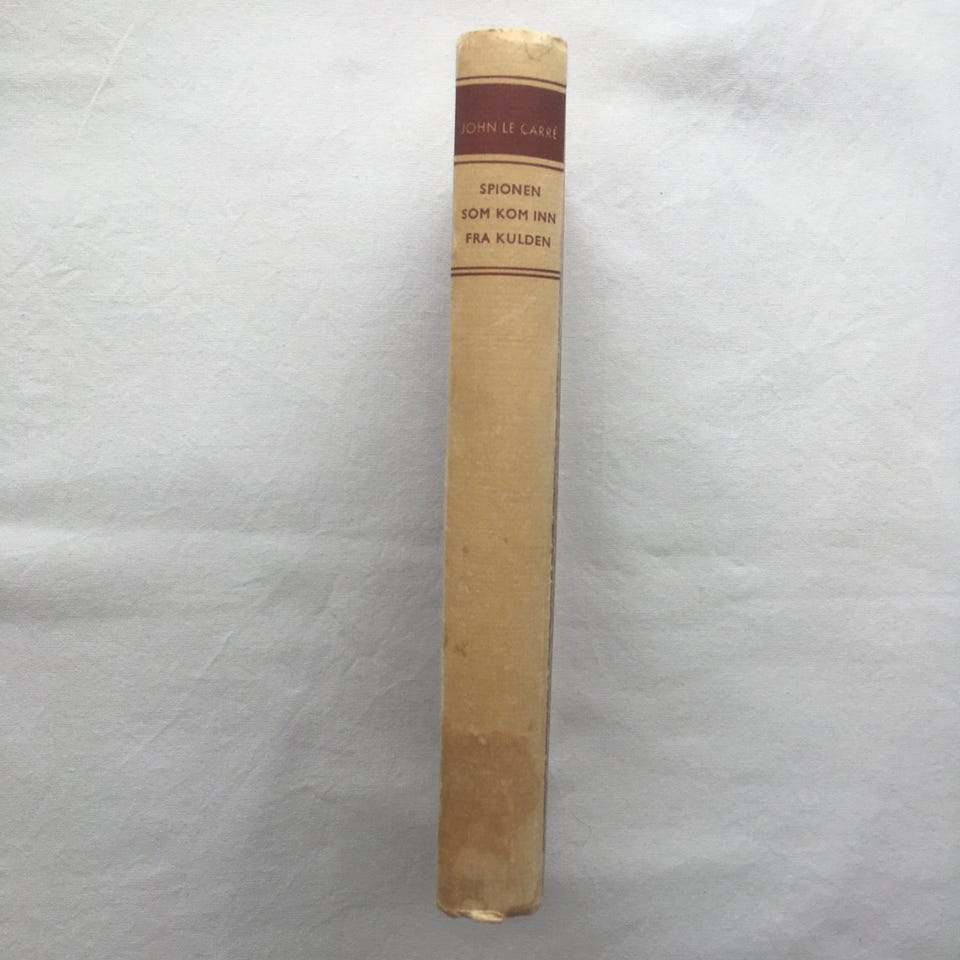 JOHN LE CARRÉ
SPIONEN
SOM KOM INN
FRA KULDEN